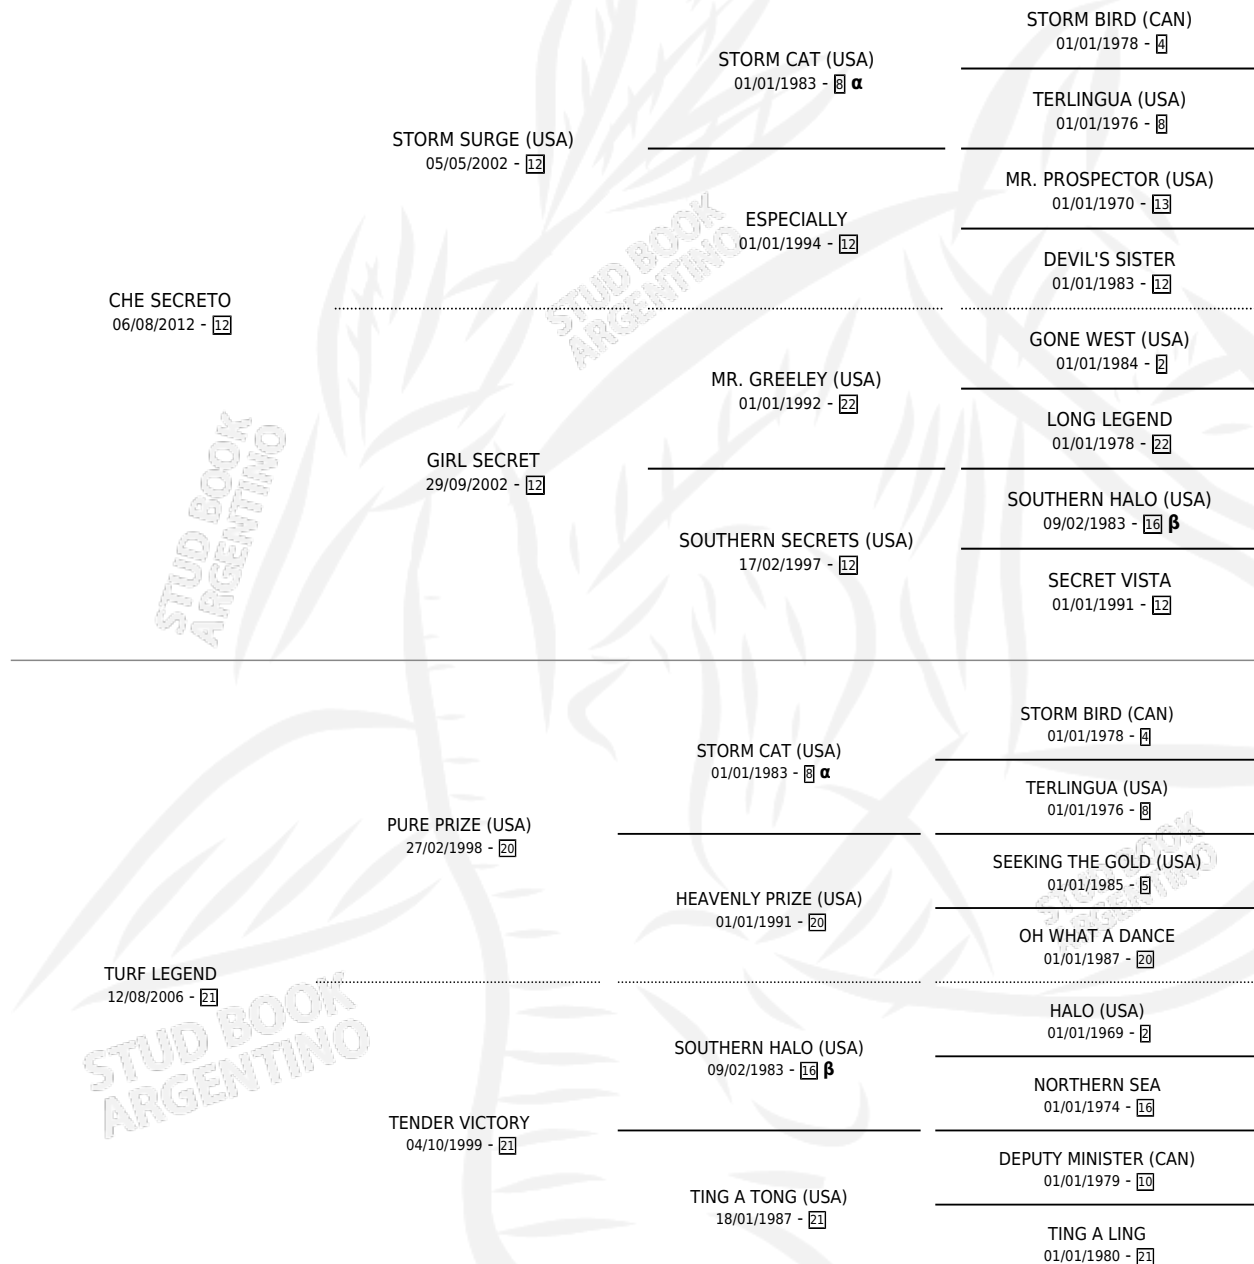 STORM BIRD (CAN)
01/01/1978 - 4
STORM CAT (USA)
01/01/1983 - 8 α
TERLINGUA (USA)
01/01/1976 - 8
STORM SURGE (USA)
05/05/2002 - 12
MR. PROSPECTOR (USA)
01/01/1970 - 13
ESPECIALLY
01/01/1994 - 12
DEVIL'S SISTER
01/01/1983 - 12
CHE SECRETO
06/08/2012 - 12
GONE WEST (USA)
01/01/1984 - 2
MR. GREELEY (USA)
01/01/1992 - 22
LONG LEGEND
01/01/1978 - 22
GIRL SECRET
29/09/2002 - 12
SOUTHERN HALO (USA)
09/02/1983 - 16 β
SOUTHERN SECRETS (USA)
17/02/1997 - 12
SECRET VISTA
01/01/1991 - 12
STORM BIRD (CAN)
01/01/1978 - 4
STORM CAT (USA)
01/01/1983 - 8 α
TERLINGUA (USA)
01/01/1976 - 8
PURE PRIZE (USA)
27/02/1998 - 20
SEEKING THE GOLD (USA)
01/01/1985 - 5
HEAVENLY PRIZE (USA)
01/01/1991 - 20
OH WHAT A DANCE
01/01/1987 - 20
TURF LEGEND
12/08/2006 - 21
HALO (USA)
01/01/1969 - 2
SOUTHERN HALO (USA)
09/02/1983 - 16 β
NORTHERN SEA
01/01/1974 - 16
TENDER VICTORY
04/10/1999 - 21
DEPUTY MINISTER (CAN)
01/01/1979 - 10
TING A TONG (USA)
18/01/1987 - 21
TING A LING
01/01/1980 - 21
STUD BOOK
ARGENTINO
STUD BOOK
ARGENTINO
STUD BOOK
ARGENTINO
STUD BOOK
ARGENTINO